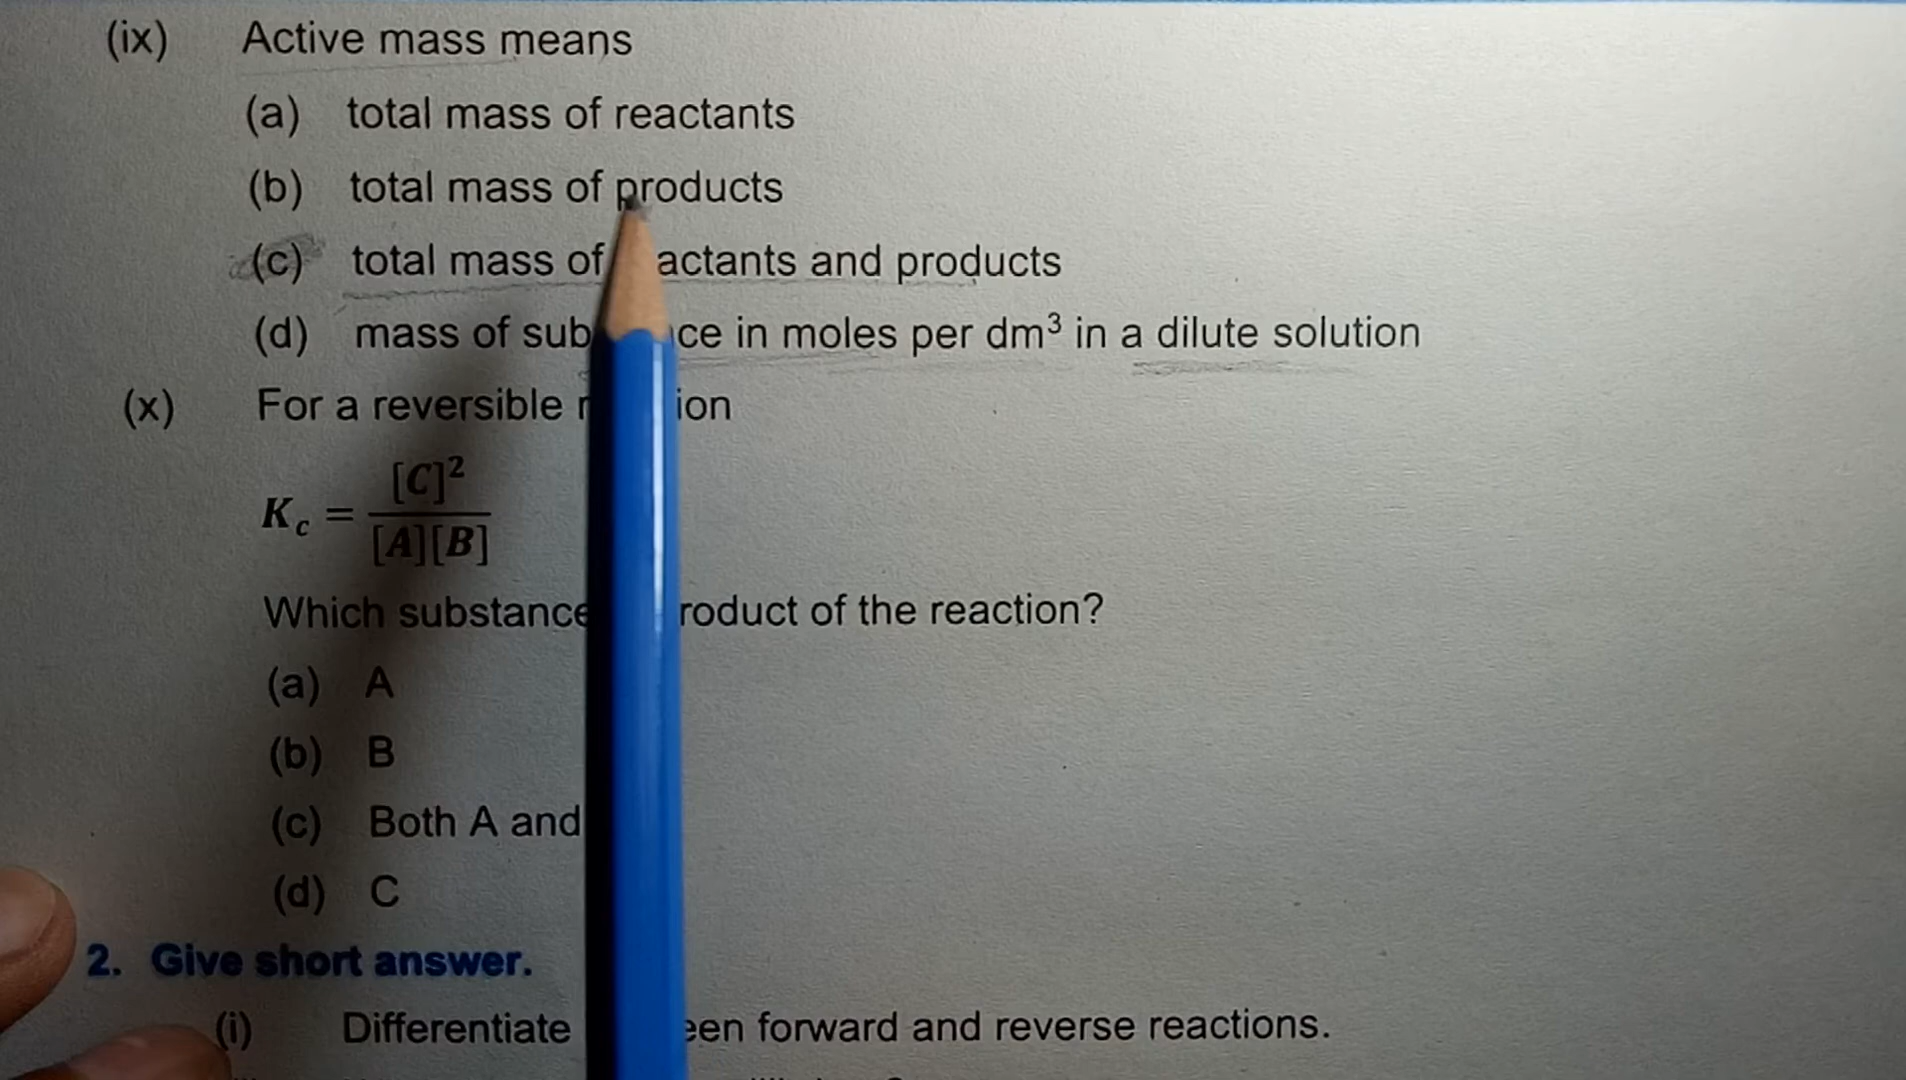 (ix) Active mass means
(a) total mass of reactants
(b) total mass of products
(c) total mass of actants and products
(d) mass of sub ce in moles per dm³ in a dilute solution
(x) For a reversible ion
K_c = [C]² / [A][B]
Which substance roduct of the reaction?
(a) A
(b) B
(c) Both A and
(d) C
2. Give short answer.
(i) Differentiate een forward and reverse reactions.